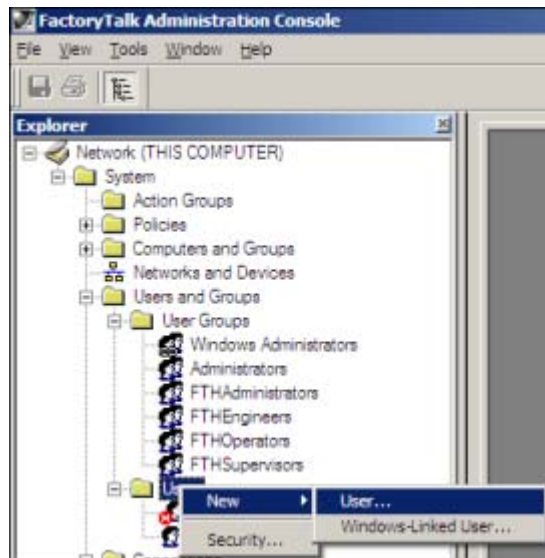 FactoryTalk Administration Console
File View Tools Window Help
Explorer
Network (THIS COMPUTER)
System
Action Groups
Policies
Computers and Groups
Networks and Devices
Users and Groups
User Groups
Windows Administrators
Administrators
FTHAdministrators
FTHEngineers
FTHOperators
FTHSupervisors
New
User...
Security...
Windows-Linked User...